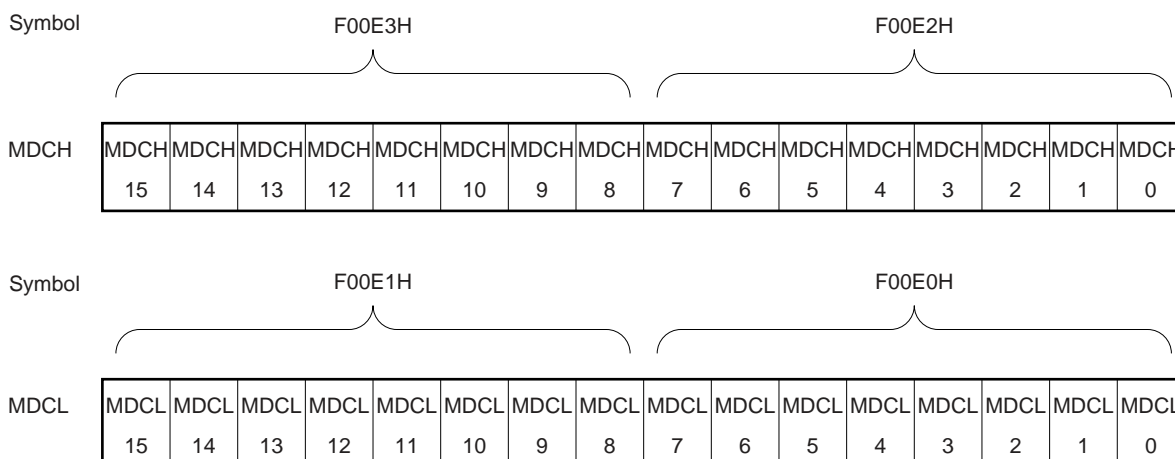 Symbol F00E3H F00E2H
MDCH MDCH MDCH MDCH MDCH MDCH MDCH MDCH MDCH MDCH MDCH MDCH MDCH MDCH MDCH MDCH MDCH
15 14 13 12 11 10 9 8 7 6 5 4 3 2 1 0
Symbol F00E1H F00E0H
MDCL MDCL MDCL MDCL MDCL MDCL MDCL MDCL MDCL MDCL MDCL MDCL MDCL MDCL MDCL MDCL MDCL
15 14 13 12 11 10 9 8 7 6 5 4 3 2 1 0